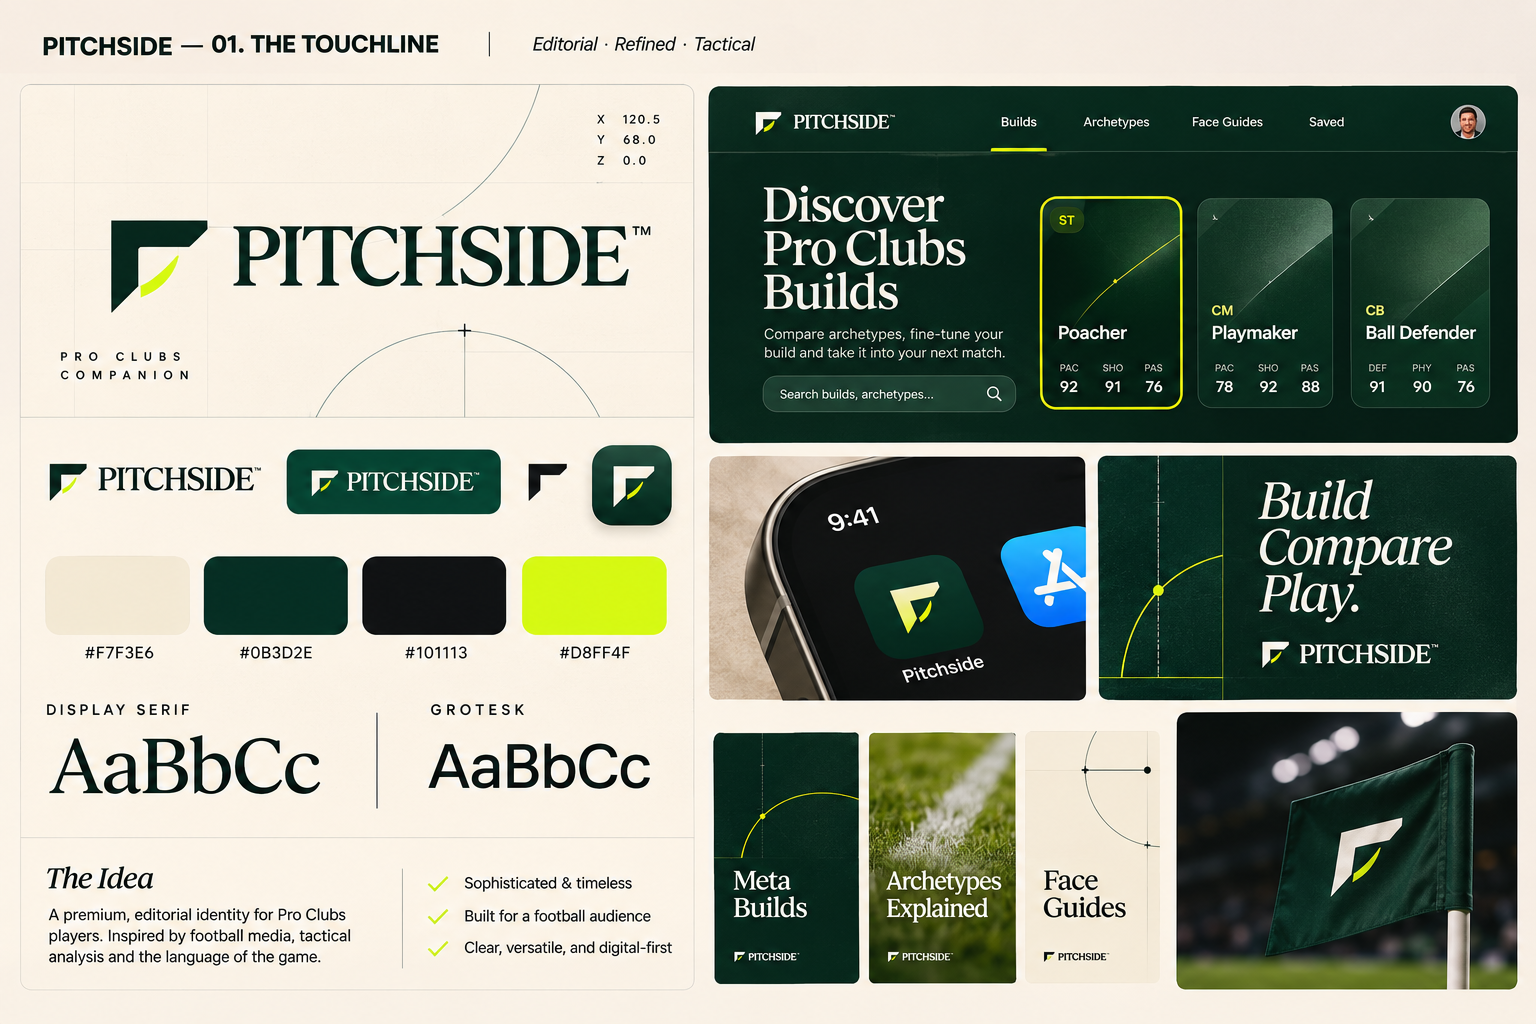 PITCHSIDE — 01. THE TOUCHLINE
Editorial · Refined · Tactical
X 120.5
Y 68.0
Z 0.0
PITCHSIDE™
PRO CLUBS
COMPANION
PITCHSIDE™
PITCHSIDE™
#F7F3E6
#0B3D2E
#101113
#D8FF4F
DISPLAY SERIF
AaBbCc
GROTESK
AaBbCc
The Idea
A premium, editorial identity for Pro Clubs
players. Inspired by football media, tactical
analysis and the language of the game.
Sophisticated & timeless
Built for a football audience
Clear, versatile, and digital-first
PITCHSIDE™
Builds
Archetypes
Face Guides
Saved
Discover
Pro Clubs
Builds
Compare archetypes, fine-tune your
build and take it into your next match.
Search builds, archetypes...
ST
Poacher
PAC SHO PAS
92 91 76
CM
Playmaker
PAC SHO PAS
78 92 88
CB
Ball Defender
DEF PHY PAS
91 90 76
9:41
Pitchside
Build
Compare
Play.
PITCHSIDE™
Meta
Builds
PITCHSIDE™
Archetypes
Explained
PITCHSIDE™
Face
Guides
PITCHSIDE™